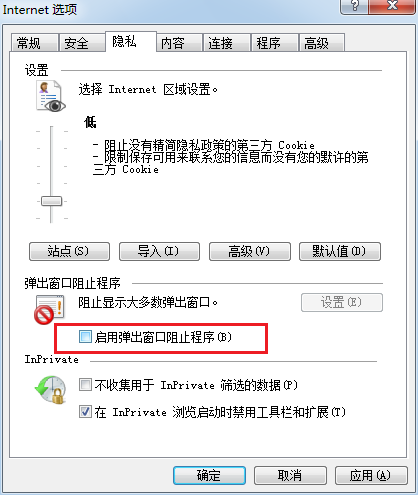 Internet 选项
常规 安全 隐私 内容 连接 程序 高级
设置
选择 Internet 区域设置。
低
- 阻止没有精简隐私政策的第三方 Cookie
- 限制保存可用来联系您的信息而没有您的默许的第
三方 Cookie
站点(S) 导入(I) 高级(V) 默认值(D)
弹出窗口阻止程序
阻止显示大多数弹出窗口。 设置(E)
启用弹出窗口阻止程序(B)
InPrivate
不收集用于 InPrivate 筛选的数据(P)
在 InPrivate 浏览启动时禁用工具栏和扩展(T)
确定 取消 应用(A)